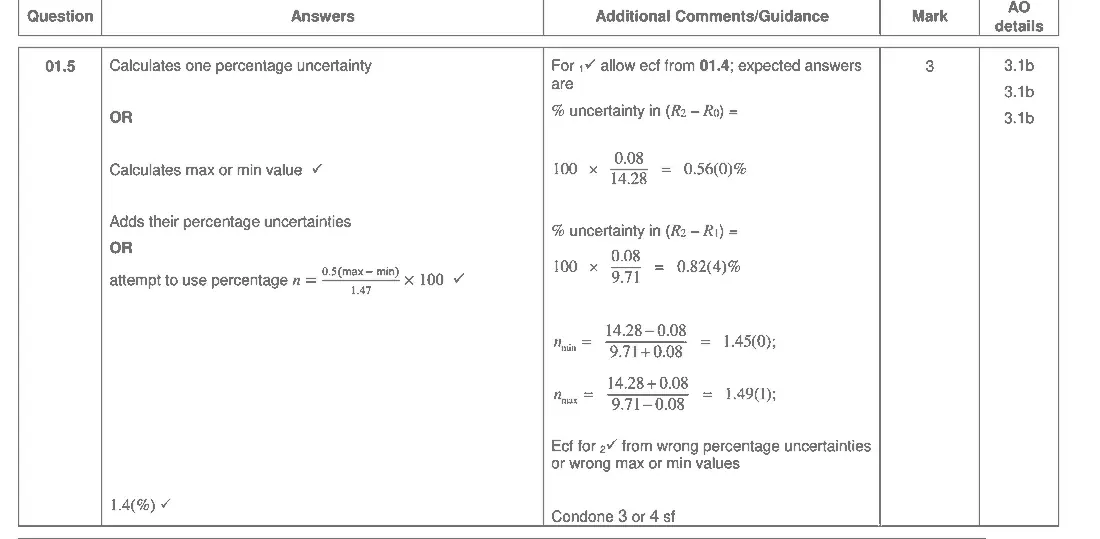 Question Answers Additional Comments/Guidance Mark AO details
01.5 Calculates one percentage uncertainty
OR
Calculates max or min value ✓
Adds their percentage uncertainties
OR
attempt to use percentage n = 0.5(max – min)/1.47 × 100 ✓
1.4(%) ✓
For 1✓ allow ecf from 01.4; expected answers
are
% uncertainty in (R2 – R0) =
100 × 0.08/14.28 = 0.56(0)%
% uncertainty in (R2 – R1) =
100 × 0.08/9.71 = 0.82(4)%
nmin = 14.28 – 0.08/9.71 + 0.08 = 1.45(0);
nmax = 14.28 + 0.08/9.71 – 0.08 = 1.49(1);
Ecf for 2✓ from wrong percentage uncertainties
or wrong max or min values
Condone 3 or 4 sf
3
3.1b
3.1b
3.1b